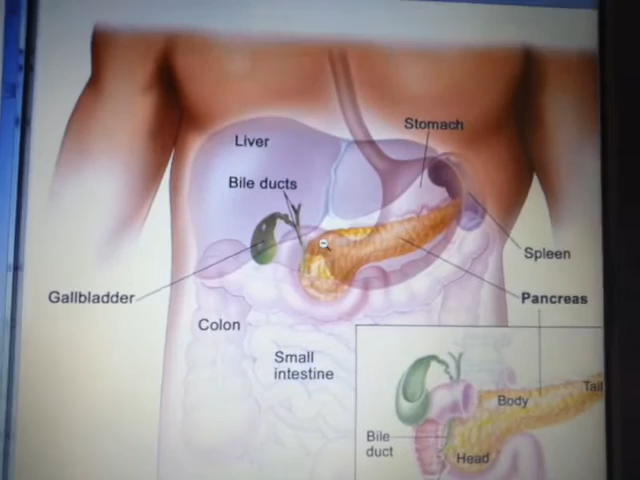 Stomach
Liver
Bile ducts
Spleen
Gallbladder
Pancreas
Colon
Small
intestine
Tail
Body
Bile
duct
Head